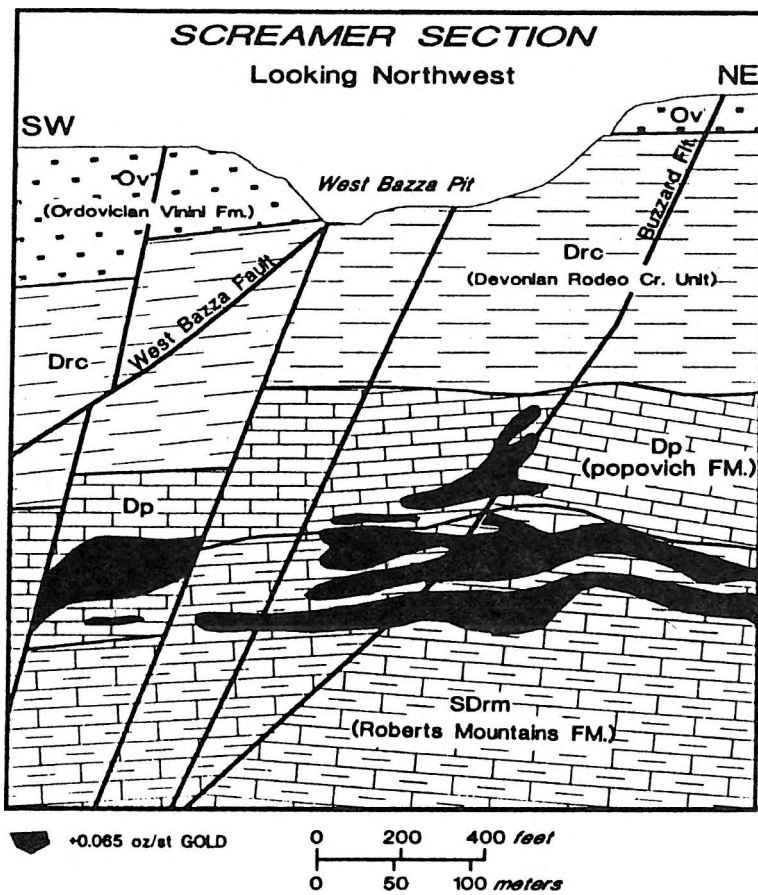 SCREAMER SECTION
Looking Northwest
NE
SW
Ov
Ov
(Ordovician Vinini Fm.)
West Bazza Pit
Buzzard Flt.
Drc
(Devonian Rodeo Cr. Unit)
West Bazza Fault
Drc
Dp
(popovich FM.)
Dp
SDrm
(Roberts Mountains FM.)
+0.065 oz/st GOLD
0 200 400 feet
0 50 100 meters